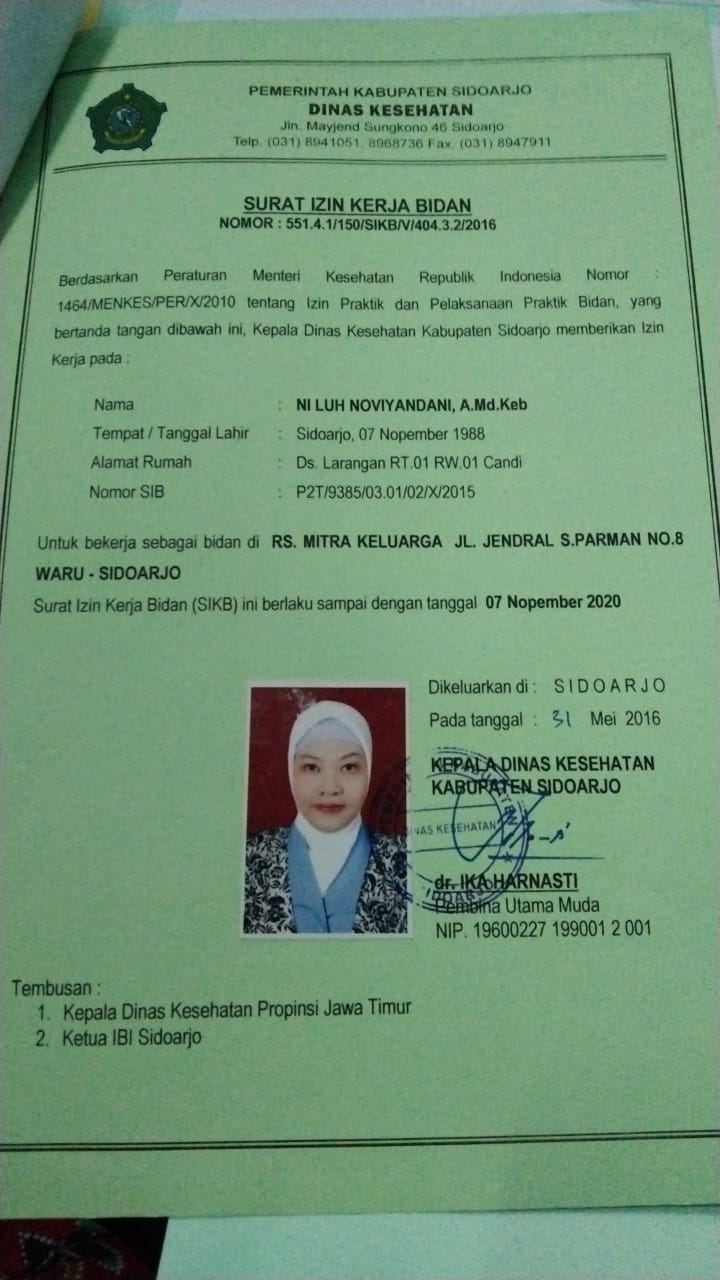 PEMERINTAH KABUPATEN SIDOARJO
DINAS KESEHATAN
Jln. Mayjend Sungkono 46 Sidoarjo
Telp. (031) 8941051, 8968736 Fax. (031) 8947911
SURAT IZIN KERJA BIDAN
NOMOR : 551.4.1/150/SIKB/V/404.3.2/2016
Berdasarkan Peraturan Menteri Kesehatan Republik Indonesia Nomor :
1464/MENKES/PER/X/2010 tentang Izin Praktik dan Pelaksanaan Praktik Bidan, yang
bertanda tangan dibawah ini, Kepala Dinas Kesehatan Kabupaten Sidoarjo memberikan Izin
Kerja pada :
Nama : NI LUH NOVIYANDANI, A.Md.Keb
Tempat / Tanggal Lahir : Sidoarjo, 07 Nopember 1988
Alamat Rumah : Ds. Larangan RT.01 RW.01 Candi
Nomor SIB : P2T/9385/03.01/02/X/2015
Untuk bekerja sebagai bidan di RS. MITRA KELUARGA JL. JENDRAL S.PARMAN NO.8
WARU - SIDOARJO
Surat Izin Kerja Bidan (SIKB) ini berlaku sampai dengan tanggal 07 Nopember 2020
Dikeluarkan di : SIDOARJO
Pada tanggal : 31 Mei 2016
KEPALA DINAS KESEHATAN
KABUPATEN SIDOARJO
DINAS KESEHATAN
SIDOARJO
dr. IKA HARNASTI
Pembina Utama Muda
NIP. 19600227 199001 2 001
Tembusan :
1. Kepala Dinas Kesehatan Propinsi Jawa Timur
2. Ketua IBI Sidoarjo